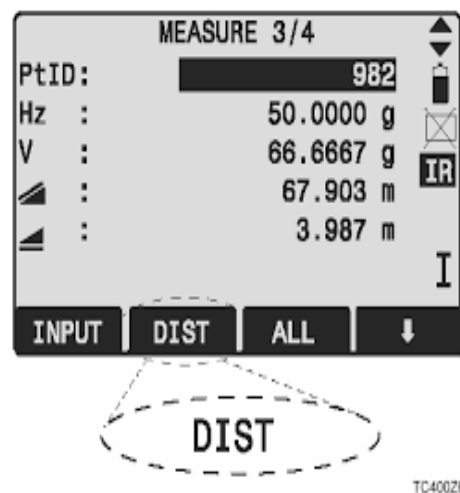 MEASURE 3/4
PtID: 982
Hz : 50.0000 g
V : 66.6667 g
: 67.903 m
: 3.987 m
IR
I
INPUT DIST ALL
DIST